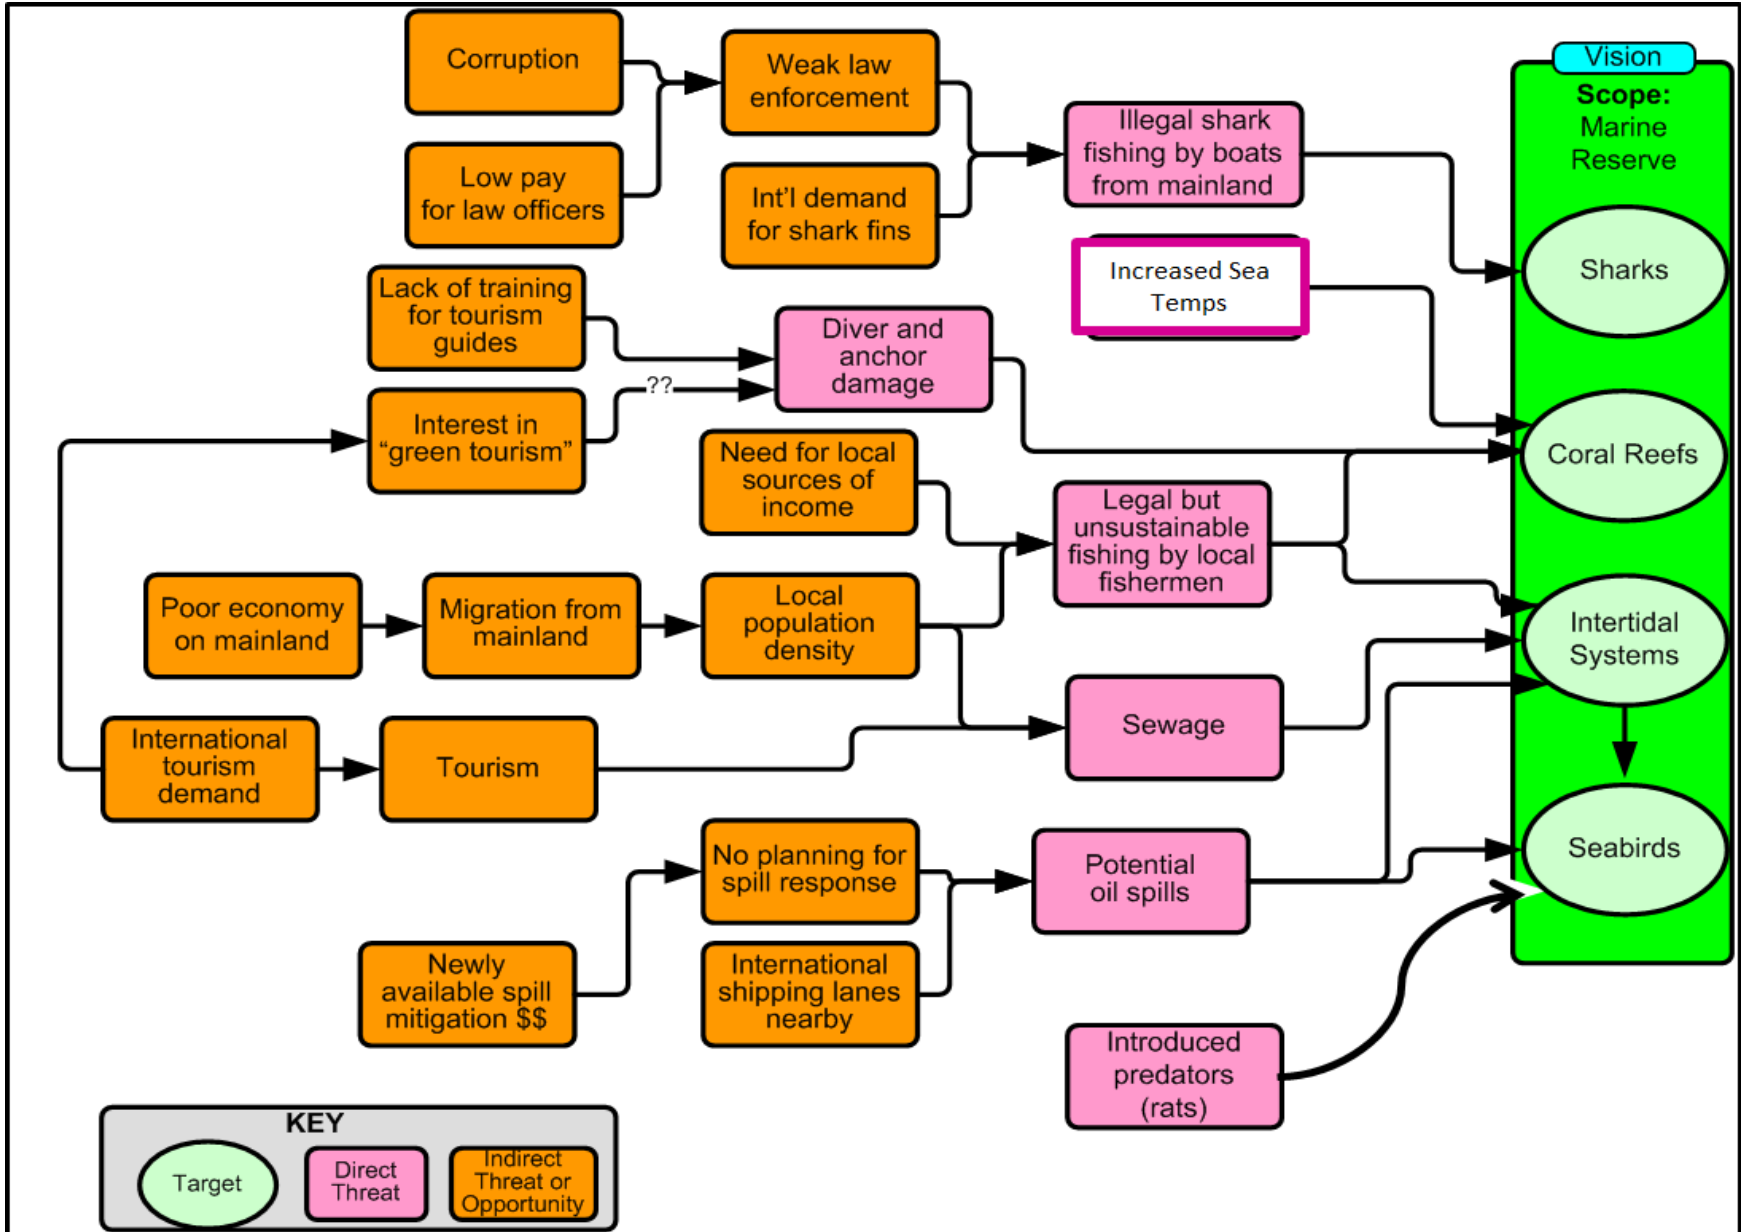 Corruption
Weak law
enforcement
Low pay
for law officers
Int'l demand
for shark fins
Illegal shark
fishing by boats
from mainland
Increased Sea
Temps
Lack of training
for tourism
guides
Interest in
“green tourism”
??
Diver and
anchor
damage
Need for local
sources of
income
Legal but
unsustainable
fishing by local
fishermen
Poor economy
on mainland
Migration from
mainland
Local
population
density
Sewage
International
tourism
demand
Tourism
No planning for
spill response
Potential
oil spills
Newly
available spill
mitigation $$
International
shipping lanes
nearby
Introduced
predators
(rats)
Vision
Scope:
Marine
Reserve
Sharks
Coral Reefs
Intertidal
Systems
Seabirds
KEY
Target
Direct
Threat
Indirect
Threat or
Opportunity